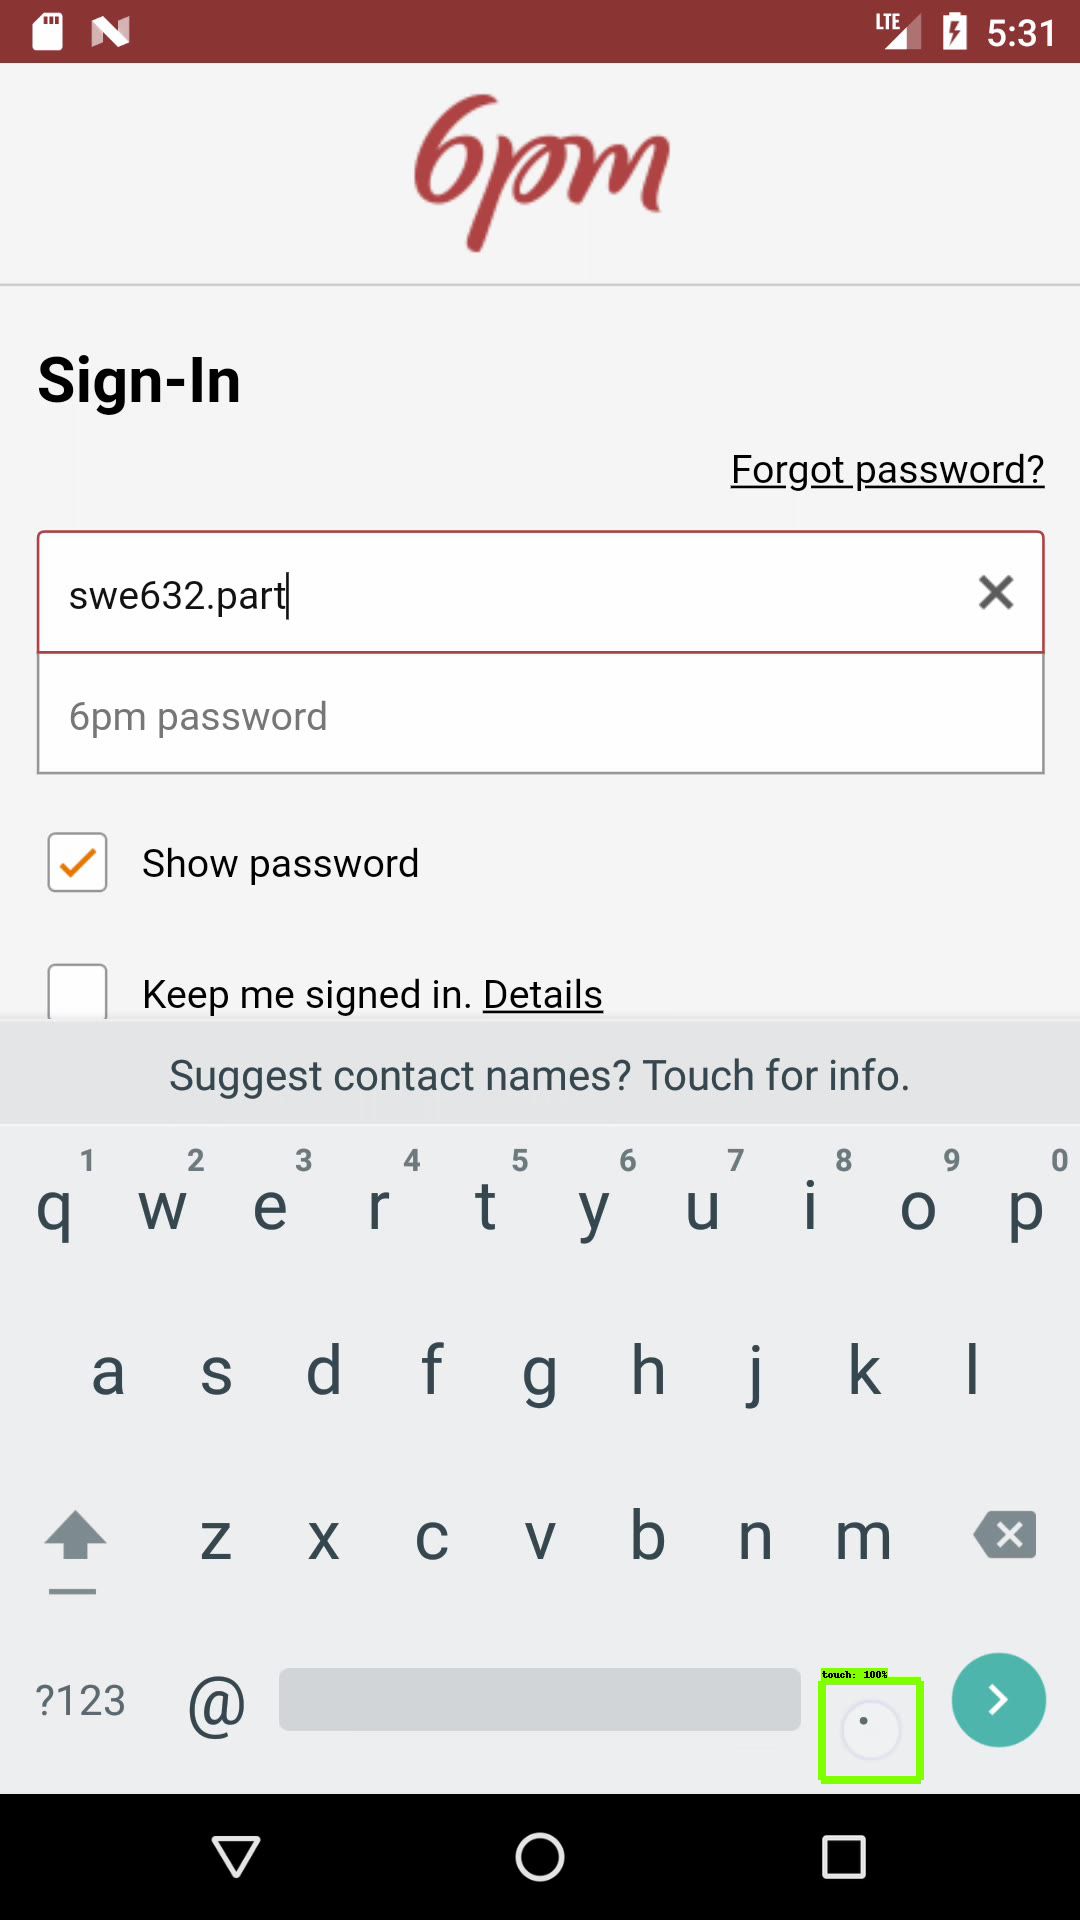 LTE 5:31
6pm
Sign-In
Forgot password?
swe632.part
6pm password
Show password
Keep me signed in. Details
Suggest contact names? Touch for info.
1 2 3 4 5 6 7 8 9 0
q w e r t y u i o p
a s d f g h j k l
z x c v b n m
touch: 100%
?123 @ .